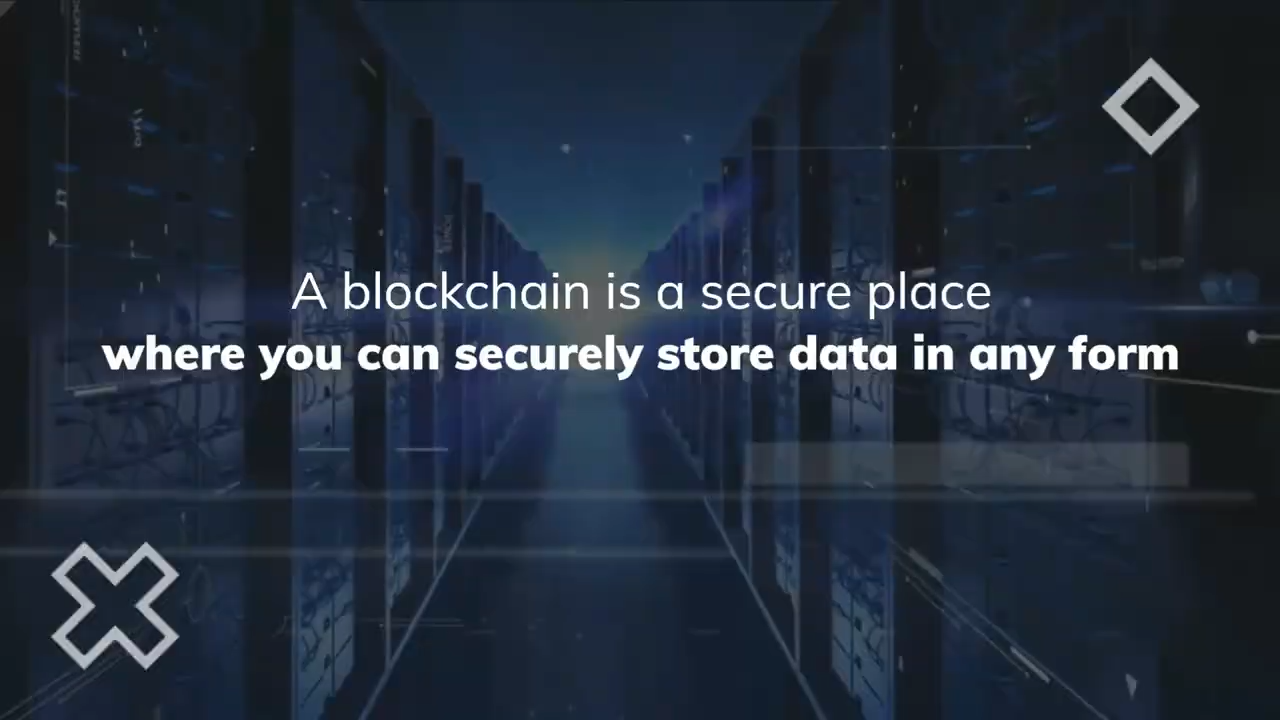 A blockchain is a secure place
where you can securely store data in any form